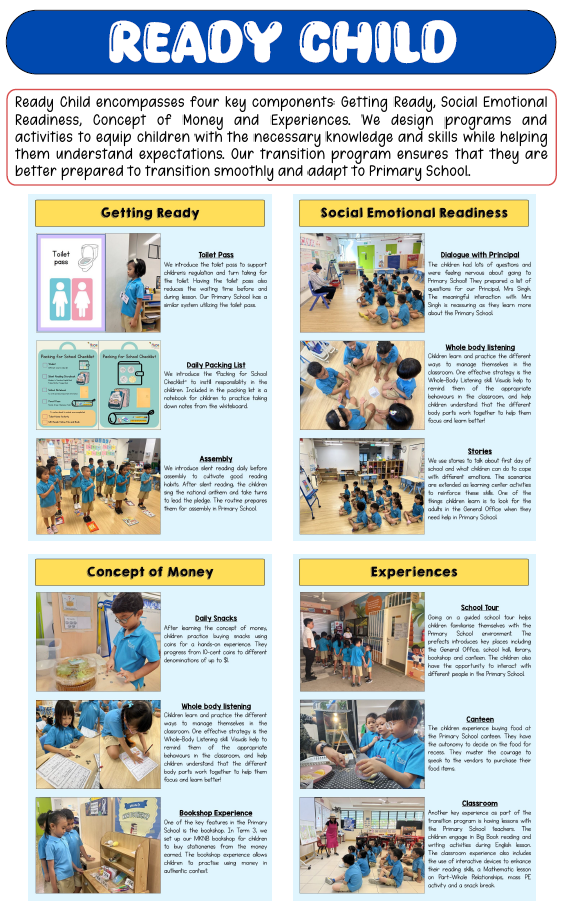 READY CHILD
Ready Child encompasses four key components: Getting Ready, Social Emotional
Readiness, Concept of Money and Experiences. We design programs and
activities to equip children with the necessary knowledge and skills while helping
them understand expectations. Our transition program ensures that they are
better prepared to transition smoothly and adapt to Primary School.
Getting Ready
Toilet
pass
Toilet Pass
We introduce the toilet pass to support
children's regulation and turn taking for
the toilet. Having the toilet pass also
reduces the waiting time before and
during lesson. Our Primary School has a
similar system utilizing the toilet pass.
Packing For School Checklist
Packing For School Checklist
Daily Packing List
We introduce the "Packing for School
Checklist" to instill responsibility in the
children. Included in the packing list is a
notebook for children to practice taking
down notes from the whiteboard.
Assembly
We introduce silent reading daily before
assembly to cultivate good reading
habits. After silent reading, the children
sing the national anthem and take turns
to lead the pledge. The routine prepares
them for assembly in Primary School.
Social Emotional Readiness
Dialogue with Principal
The children had lots of questions and
were feeling nervous about going to
Primary School! They prepared a list of
questions for our Principal, Mrs Singh.
The meaningful interaction with Mrs
Singh is reassuring as they learn more
about the Primary School.
Whole body listening
Children learn and practice the different
ways to manage themselves in the
classroom. One effective strategy is the
Whole-Body Listening skill. Visuals help to
remind them of the appropriate
behaviours in the classroom, and help
children understand that the different
body parts work together to help them
focus and learn better!
Stories
We use stories to talk about first day of
school and what children can do to cope
with different emotions. The scenarios
are extended as learning center activities
to reinforce these skills. One of the
things children learn is to look for the
adults in the General Office when they
need help in Primary School.
Concept of Money
Daily Snacks
After learning the concept of money,
children practice buying snacks using
coins for a hands-on experience. They
progress from 10-cent coins to different
denominations of up to $1.
Whole body listening
Children learn and practice the different
ways to manage themselves in the
classroom. One effective strategy is the
Whole-Body Listening skill. Visuals help to
remind them of the appropriate
behaviours in the classroom, and help
children understand that the different
body parts work together to help them
focus and learn better!
Bookshop Experience
One of the key features in the Primary
School is the bookshop. In Term 3, we
set up our MKNB bookshop for children
to buy stationeries from the money
earned. The bookshop experience allows
children to practise using money in
authentic context.
Experiences
School Tour
Going on a guided school tour helps
children familiarise themselves with the
Primary School environment. The
prefects introduces key places including
the General Office, school hall, library,
bookshop and canteen. The children also
have the opportunity to interact with
different people in the Primary School.
Canteen
The children experience buying food at
the Primary School canteen. They have
the autonomy to decide on the food for
recess. They muster the courage to
speak to the vendors to purchase their
food items.
Classroom
Another key experience as part of the
transition program is having lessons with
the Primary School teachers. The
children engage in Big Book reading and
writing activities during English lesson.
The classroom experience also includes
the use of interactive devices to enhance
their reading skills, a Mathematic lesson
on Part-Whole Relationships, mass PE
activity and a snack break.